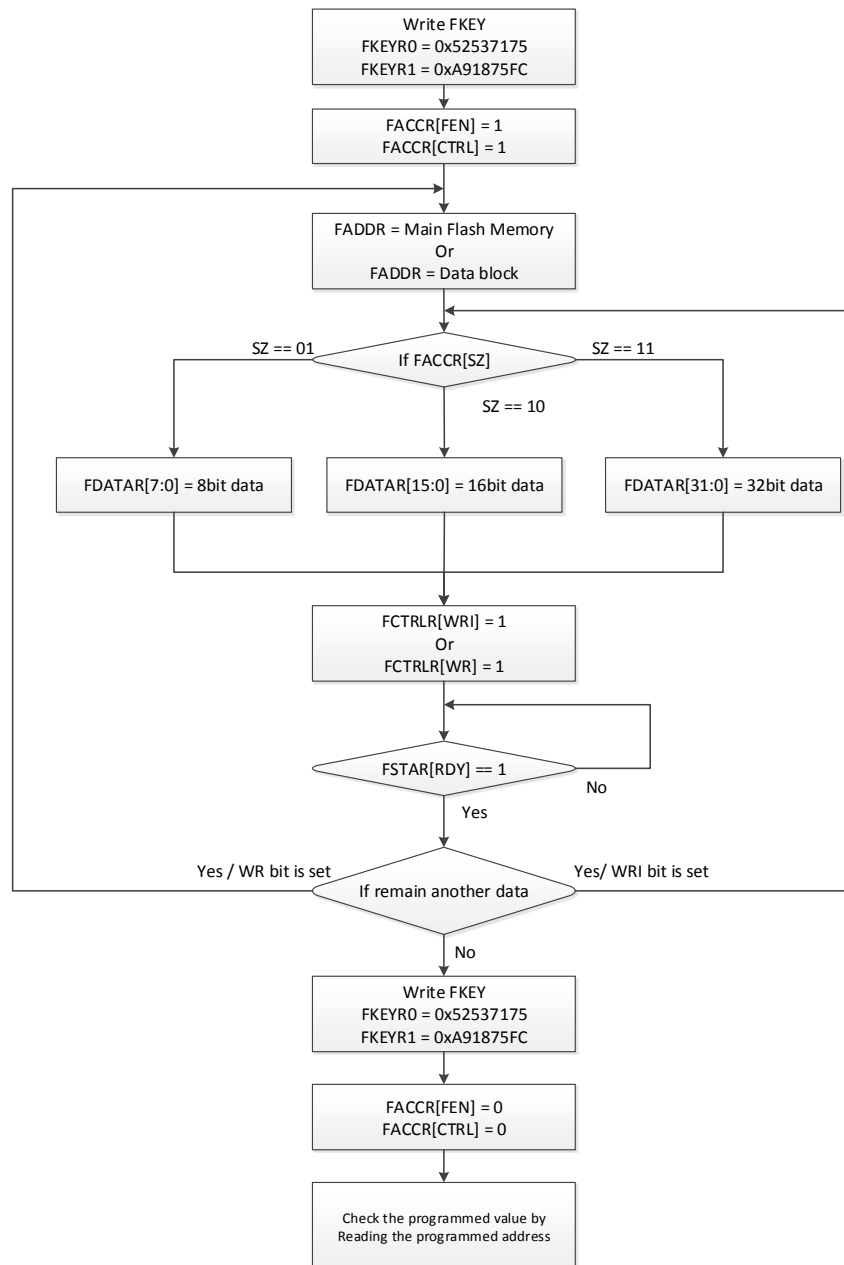 Write FKEY
FKEYR0 = 0x52537175
FKEYR1 = 0xA91875FC
FACCR[FEN] = 1
FACCR[CTRL] = 1
FADDR = Main Flash Memory
Or
FADDR = Data block
SZ == 01
If FACCR[SZ]
SZ == 11
SZ == 10
FDATAR[7:0] = 8bit data
FDATAR[15:0] = 16bit data
FDATAR[31:0] = 32bit data
FCTRLR[WRI] = 1
Or
FCTRLR[WR] = 1
FSTAR[RDY] == 1
No
Yes
Yes / WR bit is set
If remain another data
Yes/ WRI bit is set
No
Write FKEY
FKEYR0 = 0x52537175
FKEYR1 = 0xA91875FC
FACCR[FEN] = 0
FACCR[CTRL] = 0
Check the programmed value by
Reading the programmed address